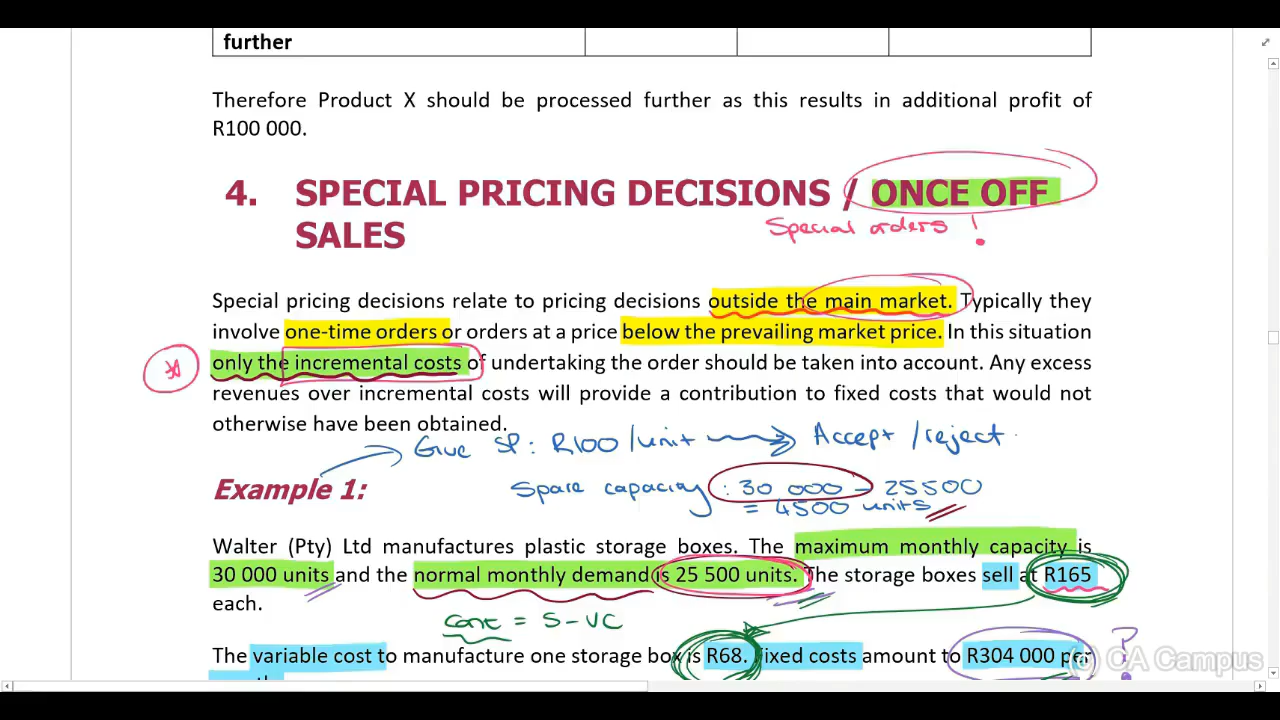 further
Therefore Product X should be processed further as this results in additional profit of
R100 000.
4. SPECIAL PRICING DECISIONS / ONCE OFF
SALES
Special orders !
Special pricing decisions relate to pricing decisions outside the main market. Typically they
involve one-time orders or orders at a price below the prevailing market price. In this situation
only the incremental costs of undertaking the order should be taken into account. Any excess
revenues over incremental costs will provide a contribution to fixed costs that would not
otherwise have been obtained.
Give SP: R100 /unit → Accept /reject
Example 1:
Spare capacity : 30 000 - 25500
= 4500 units
Walter (Pty) Ltd manufactures plastic storage boxes. The maximum monthly capacity is
30 000 units and the normal monthly demand is 25 500 units. The storage boxes sell at R165
each.
cont = S - VC
The variable cost to manufacture one storage box is R68. Fixed costs amount to R304 000 per
?
(c) CA Campus